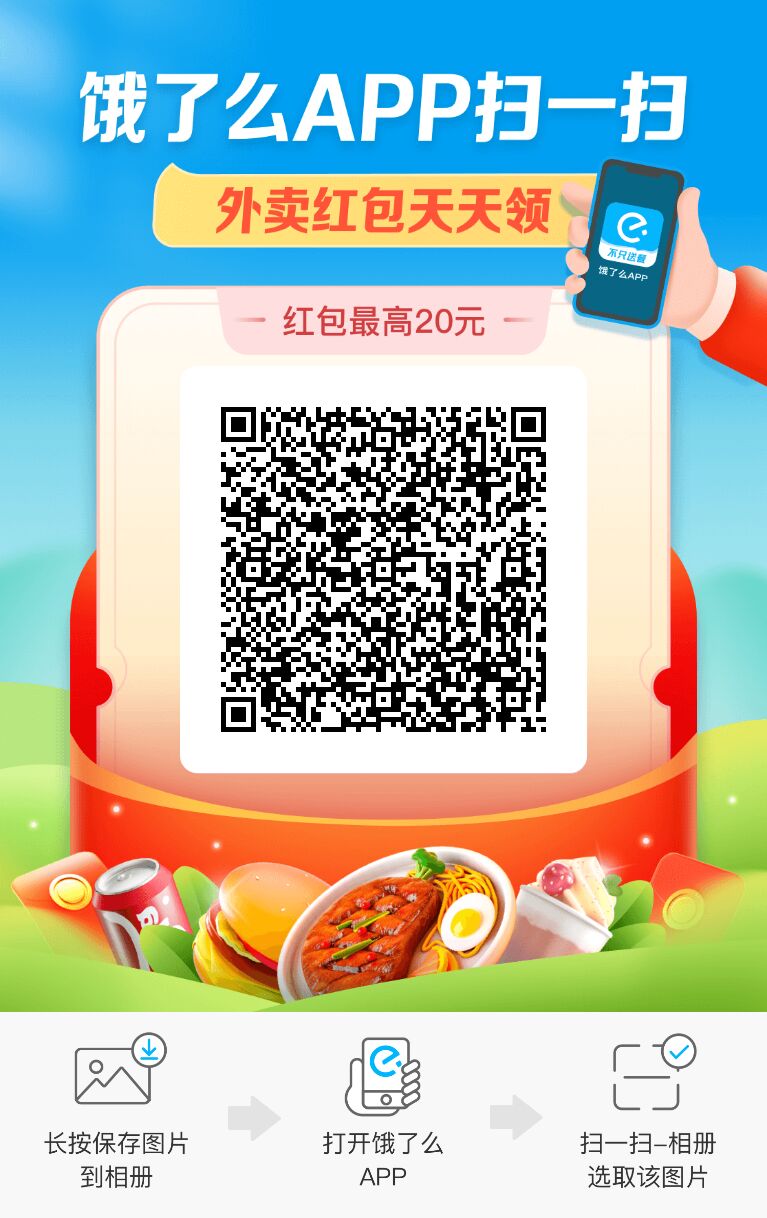 饿了么APP扫一扫
外卖红包天天领
不只送餐
饿了么APP
红包最高20元
长按保存图片
到相册
打开饿了么
APP
扫一扫-相册
选取该图片